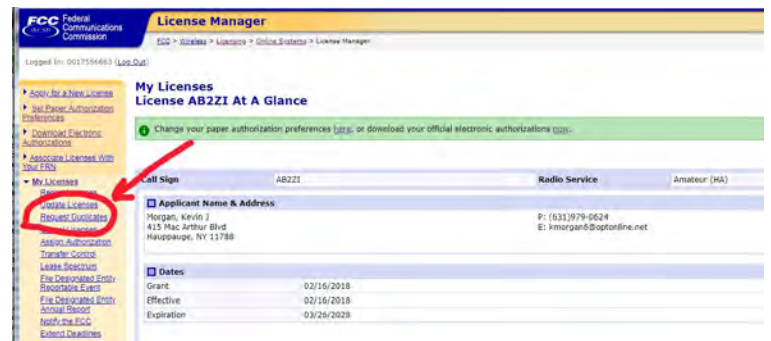 FCC Federal
Communications
Commission
License Manager
FCC > Wireless > Licensing > Online Systems > License Manager
Logged In: 0017556663 (Log Out)
Apply for a New License
Set Paper Authorization
Preferences
Download Electronic
Authorizations
Associate Licenses With
Your FRN
My Licenses
Update Licenses
Request Duplicates
Licenses
Assign Authorization
Transfer Control
Lease Spectrum
File Designated Entity
Reportable Event
File Designated Entity
Annual Report
Notify the FCC
Extend Deadlines
My Licenses
License AB2ZI At A Glance
Change your paper authorization preferences here, or download your official electronic authorizations now.
Call Sign AB2ZI Radio Service Amateur (HA)
Applicant Name & Address
Morgan, Kevin J P: (631)979-0624
415 Mac Arthur Blvd E: kmorgan6@optonline.net
Hauppauge, NY 11788
Dates
Grant 02/16/2018
Effective 02/16/2018
Expiration 03/26/2028